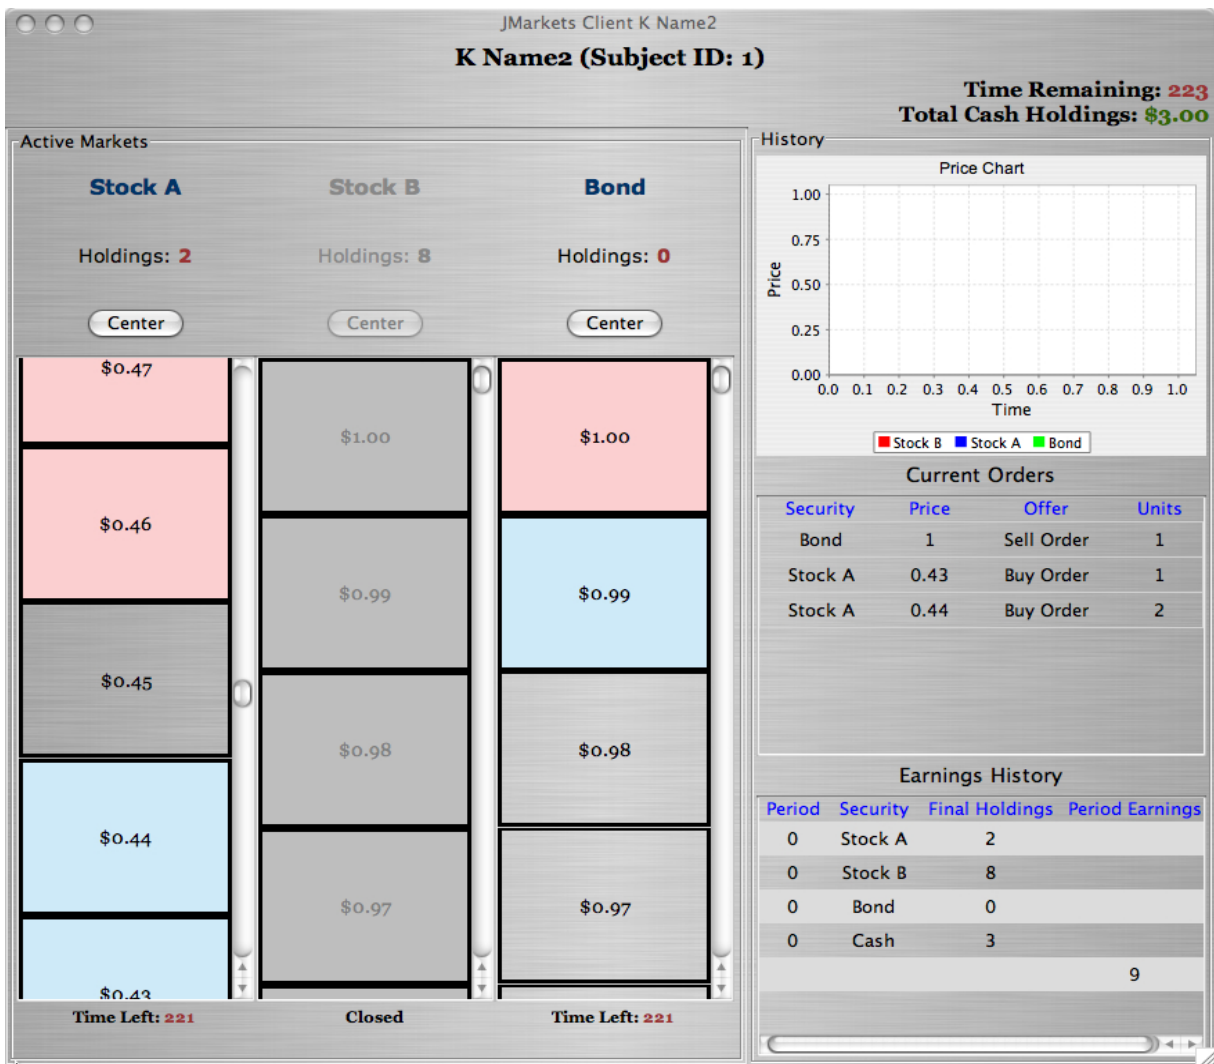 JMarkets Client K Name2
K Name2 (Subject ID: 1)
Time Remaining: 223
Total Cash Holdings: $3.00
Active Markets
Stock A Stock B Bond
Holdings: 2 Holdings: 8 Holdings: 0
Center Center Center
$0.47
$1.00 $1.00
$0.46
$0.99 $0.99
$0.45
$0.98 $0.98
$0.44
$0.97 $0.97
$0.43
Time Left: 221 Closed Time Left: 221
History
Price Chart
1.00
0.75
0.50
0.25
0.00
Price
0.0 0.1 0.2 0.3 0.4 0.5 0.6 0.7 0.8 0.9 1.0
Time
Stock B Stock A Bond
Current Orders
Security Price Offer Units
Bond 1 Sell Order 1
Stock A 0.43 Buy Order 1
Stock A 0.44 Buy Order 2
Earnings History
Period Security Final Holdings Period Earnings
0 Stock A 2
0 Stock B 8
0 Bond 0
0 Cash 3
9